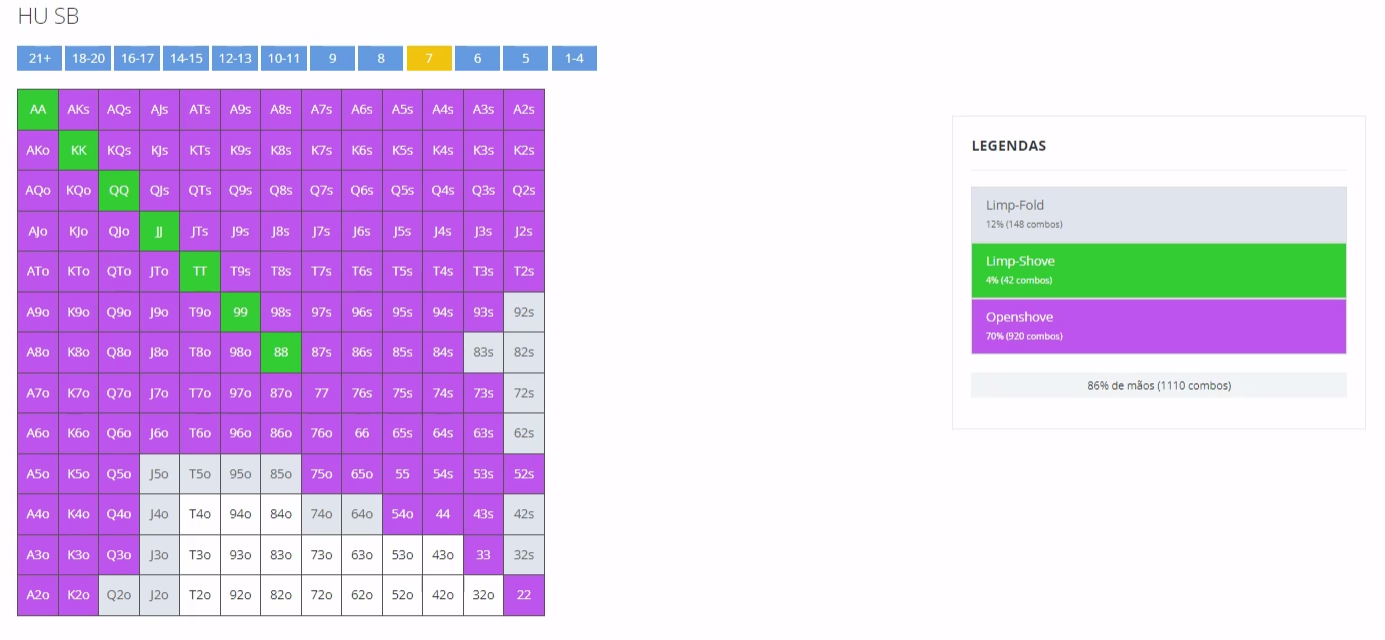 HU SB
21+ 18-20 16-17 14-15 12-13 10-11 9 8 7 6 5 1-4
AA AKs AQs AJs ATs A9s A8s A7s A6s A5s A4s A3s A2s
AKo KK KQs KJs KTs K9s K8s K7s K6s K5s K4s K3s K2s
AQo KQo QQ QJs QTs Q9s Q8s Q7s Q6s Q5s Q4s Q3s Q2s
AJo KJo QJo JJ JTs J9s J8s J7s J6s J5s J4s J3s J2s
ATo KTo QTo JTo TT T9s T8s T7s T6s T5s T4s T3s T2s
A9o K9o Q9o J9o T9o 99 98s 97s 96s 95s 94s 93s 92s
A8o K8o Q8o J8o T8o 98o 88 87s 86s 85s 84s 83s 82s
A7o K7o Q7o J7o T7o 97o 87o 77 76s 75s 74s 73s 72s
A6o K6o Q6o J6o T6o 96o 86o 76o 66 65s 64s 63s 62s
A5o K5o Q5o J5o T5o 95o 85o 75o 65o 55 54s 53s 52s
A4o K4o Q4o J4o T4o 94o 84o 74o 64o 54o 44 43s 42s
A3o K3o Q3o J3o T3o 93o 83o 73o 63o 53o 43o 33 32s
A2o K2o Q2o J2o T2o 92o 82o 72o 62o 52o 42o 32o 22
LEGENDAS
Limp-Fold
12% (148 combos)
Limp-Shove
4% (42 combos)
Openshove
70% (920 combos)
86% de mãos (1110 combos)